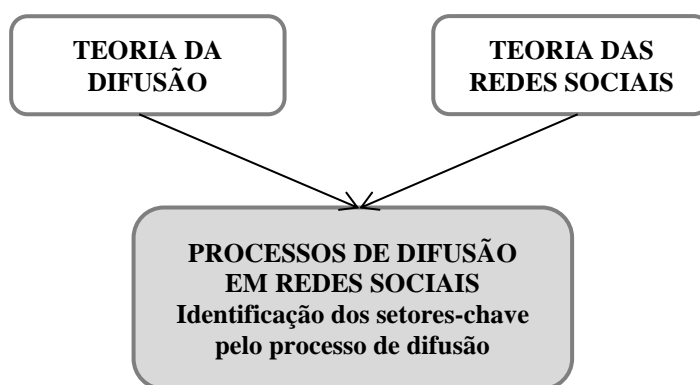 TEORIA DA
DIFUSÃO
TEORIA DAS
REDES SOCIAIS
PROCESSOS DE DIFUSÃO
EM REDES SOCIAIS
Identificação dos setores-chave
pelo processo de difusão